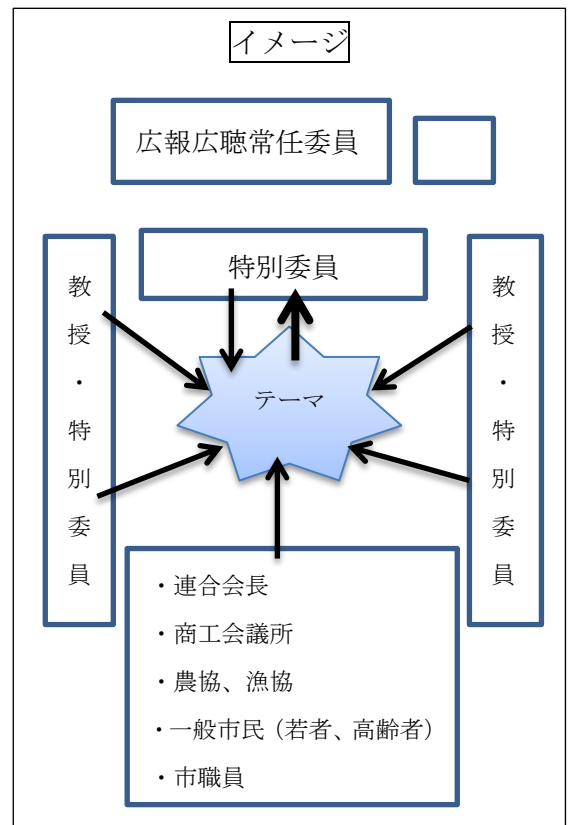 イメージ
広報広聴常任委員
特別委員
教授・特別委員
教授・特別委員
テーマ
・連合会長
・商工会議所
・農協、漁協
・一般市民（若者、高齢者）
・市職員